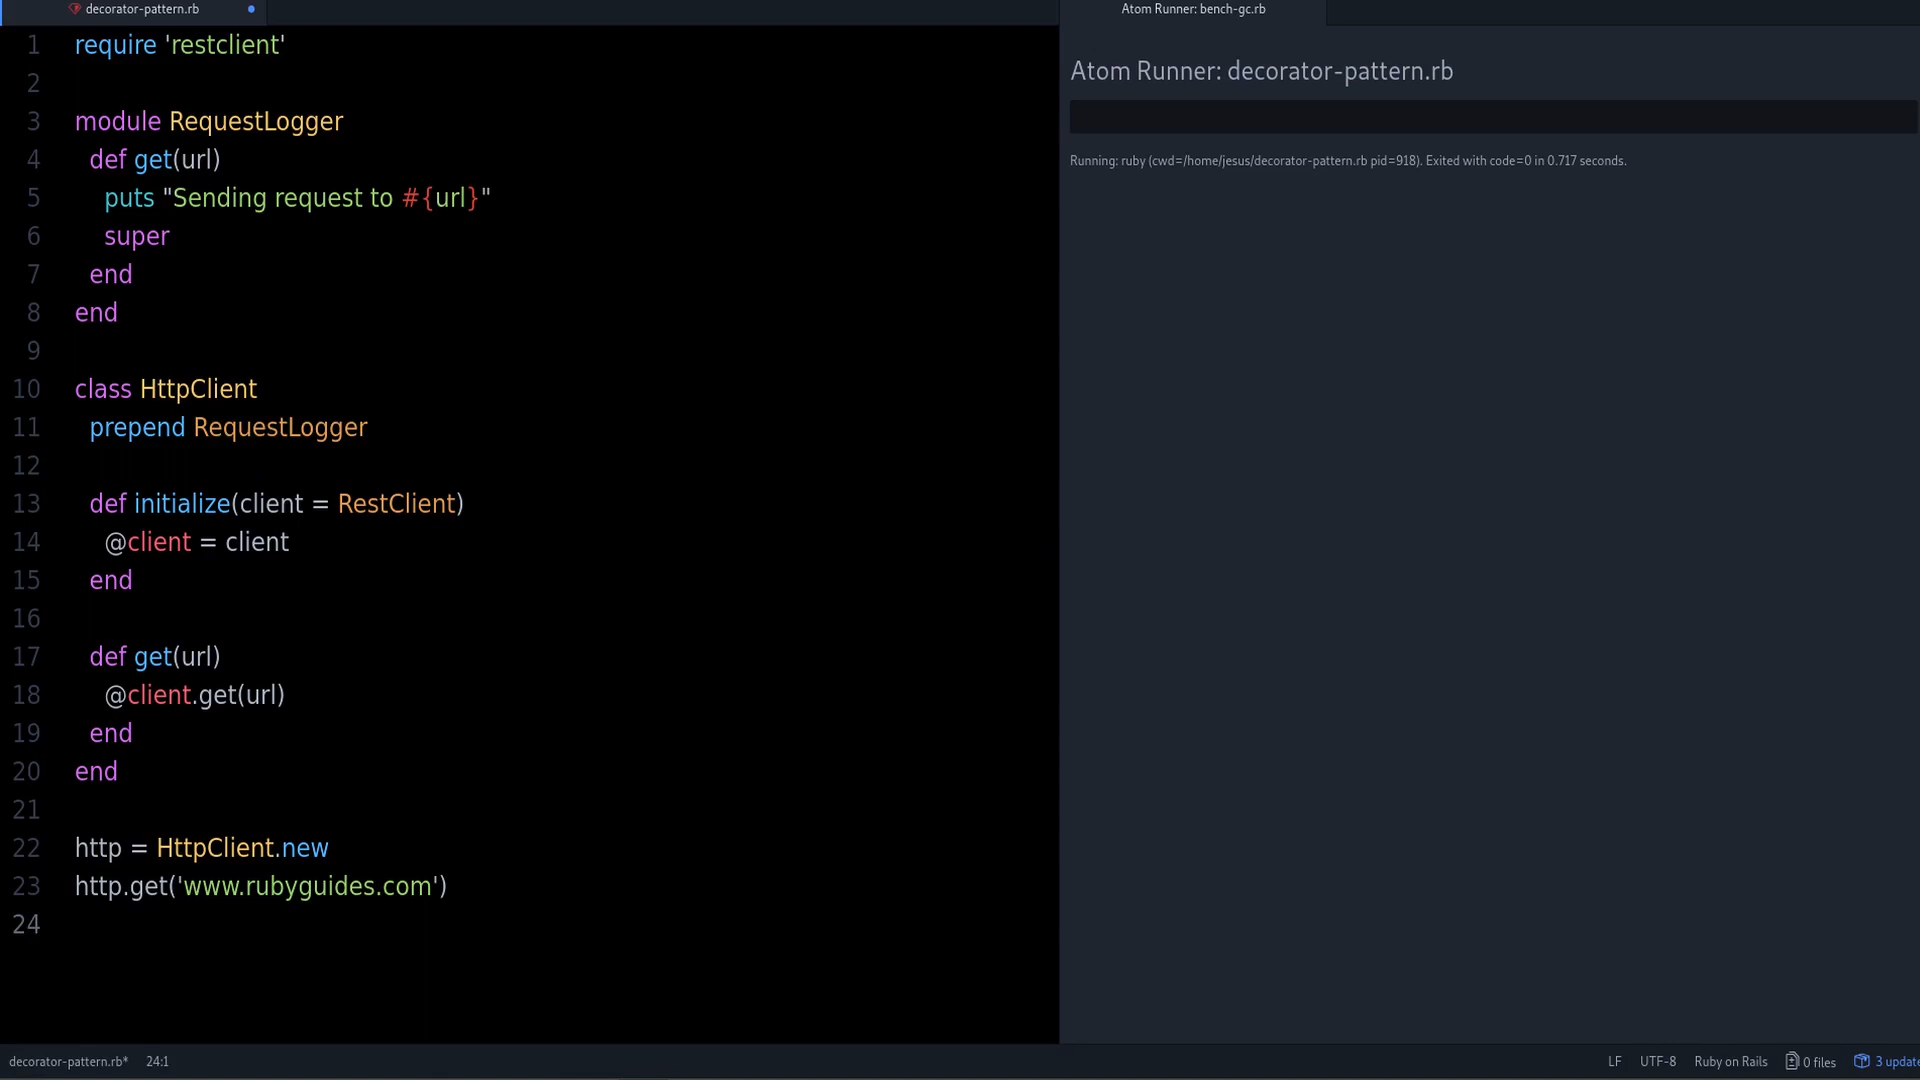 decorator-pattern.rb
Atom Runner: bench-gc.rb
1 require 'restclient'
2
3 module RequestLogger
4   def get(url)
5     puts "Sending request to #{url}"
6     super
7   end
8 end
9
10 class HttpClient
11   prepend RequestLogger
12
13   def initialize(client = RestClient)
14     @client = client
15   end
16
17   def get(url)
18     @client.get(url)
19   end
20 end
21
22 http = HttpClient.new
23 http.get('www.rubyguides.com')
24
Atom Runner: decorator-pattern.rb
Running: ruby (cwd=/home/jesus/decorator-pattern.rb pid=918). Exited with code=0 in 0.717 seconds.
decorator-pattern.rb* 24:1 LF UTF-8 Ruby on Rails 0 files 3 update